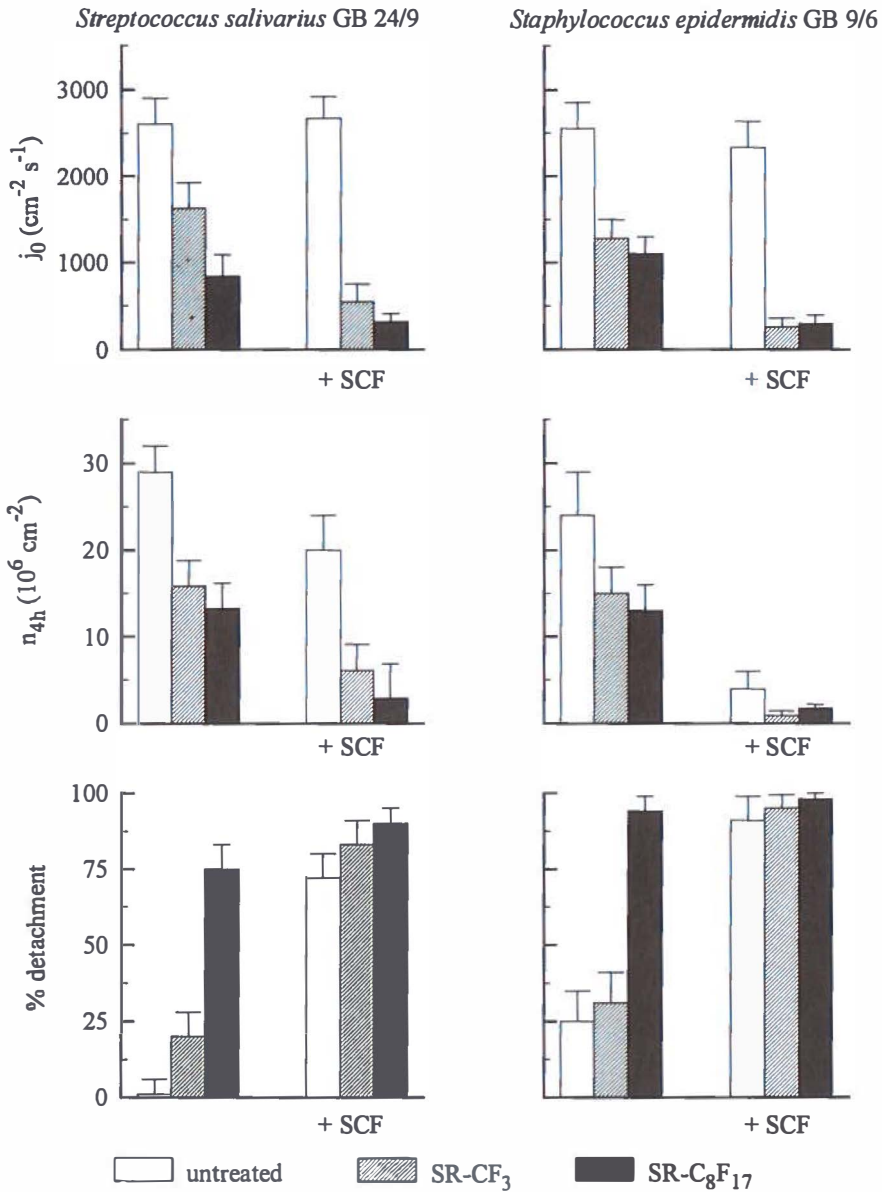 Streptococcus salivarius GB 24/9
Staphylococcus epidermidis GB 9/6
j₀ (cm⁻² s⁻¹)
3000
2000
1000
0
+ SCF
+ SCF
n₄ₕ (10⁶ cm⁻²)
30
20
10
0
+ SCF
+ SCF
% detachment
100
75
50
25
0
+ SCF
+ SCF
untreated
SR-CF₃
SR-C₈F₁₇